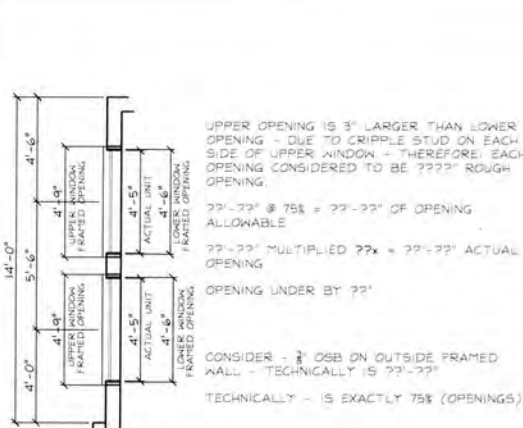 14'-0"
4'-6"
5'-6"
4'-0"
4'-9"
UPPER WINDOW
FRAMED OPENING
4'-5"
ACTUAL UNIT
4'-6"
LOWER WINDOW
FRAMED OPENING
4'-9"
UPPER WINDOW
FRAMED OPENING
4'-5"
ACTUAL UNIT
4'-6"
LOWER WINDOW
FRAMED OPENING
UPPER OPENING IS 3" LARGER THAN LOWER
OPENING - DUE TO CRIPPLE STUD ON EACH
SIDE OF UPPER WINDOW - THEREFORE, EACH
OPENING CONSIDERED TO BE ????" ROUGH
OPENING.
??'-??" @ 75% = ??'-??" OF OPENING
ALLOWABLE
??'-??" MULTIPLIED ??x = ??'-??" ACTUAL
OPENING
OPENING UNDER BY ??"
CONSIDER - OSB ON OUTSIDE FRAMED
WALL - TECHNICALLY IS ??'-??"
TECHNICALLY - IS EXACTLY 75% (OPENINGS)